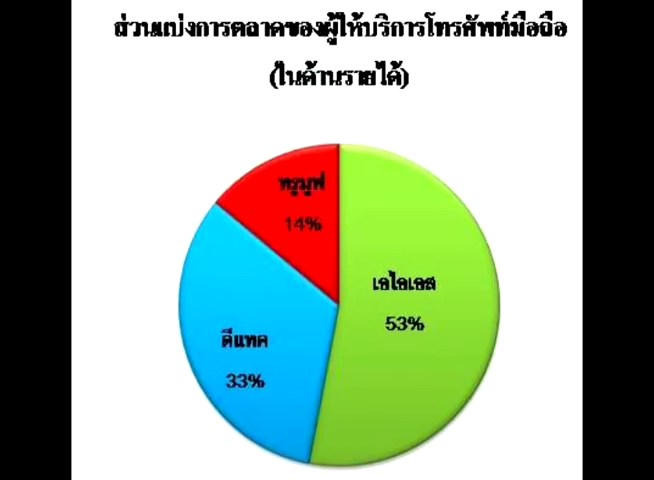 ส่วนแบ่งการตลาดของผู้ให้บริการโทรศัพท์มือถือ
(ในด้านรายได้)
ทรูมูฟ
14%
เอไอเอส
53%
ดีแทค
33%